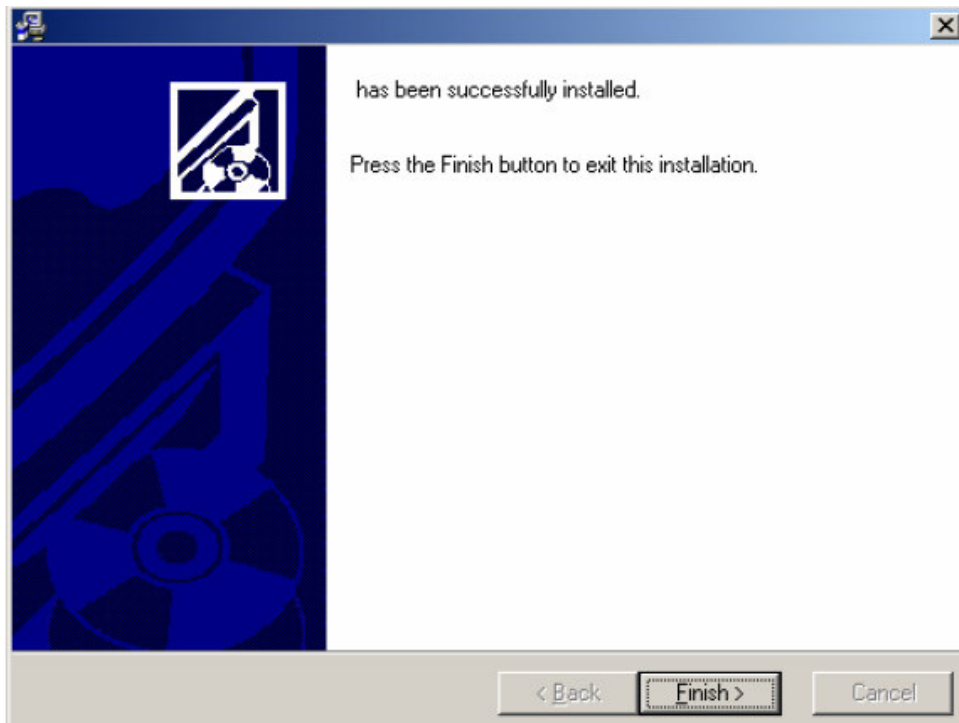 has been successfully installed.
Press the Finish button to exit this installation.
< Back
Finish >
Cancel